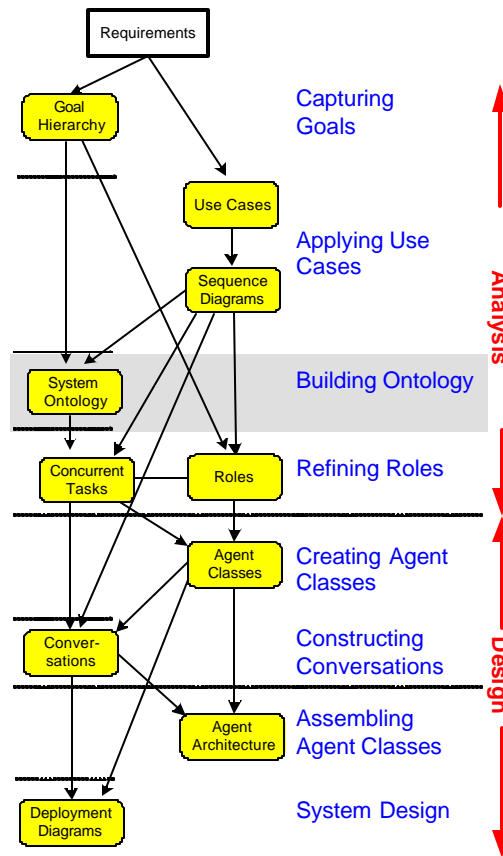 Requirements
Goal
Hierarchy
Capturing
Goals
Use Cases
Applying Use
Cases
Sequence
Diagrams
Analysis
System
Ontology
Building Ontology
Concurrent
Tasks
Roles
Refining Roles
Agent
Classes
Creating Agent
Classes
Conver-
sations
Constructing
Conversations
Design
Agent
Architecture
Assembling
Agent Classes
Deployment
Diagrams
System Design